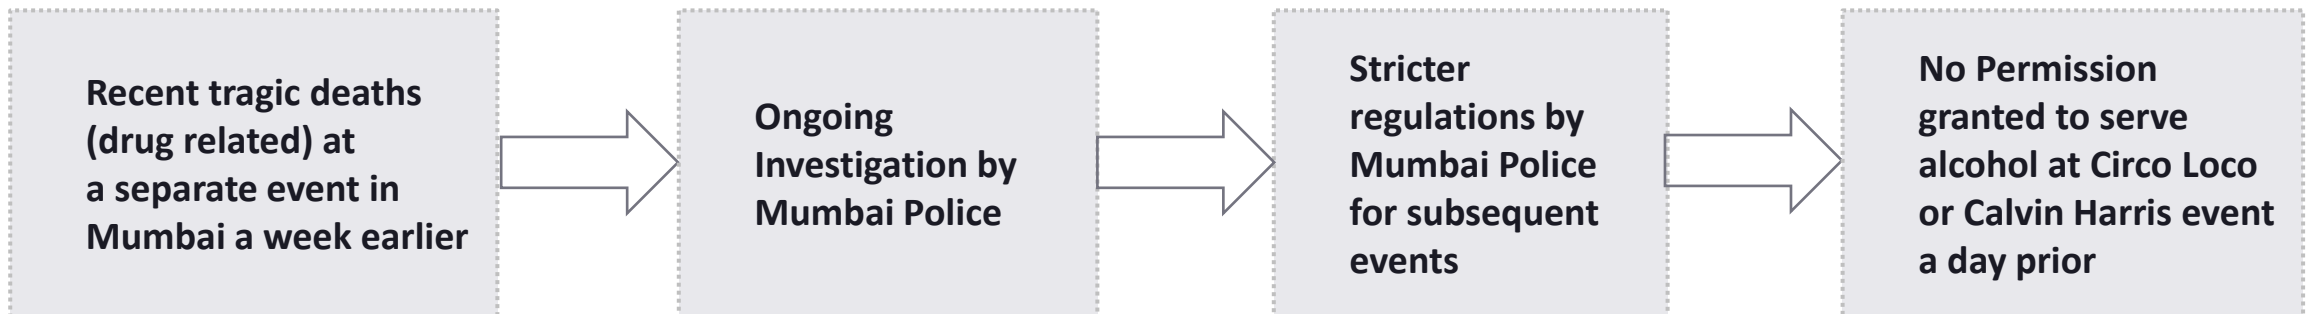 Recent tragic deaths
(drug related) at
a separate event in
Mumbai a week earlier
Ongoing
Investigation by
Mumbai Police
Stricter
regulations by
Mumbai Police
for subsequent
events
No Permission
granted to serve
alcohol at Circo Loco
or Calvin Harris event
a day prior